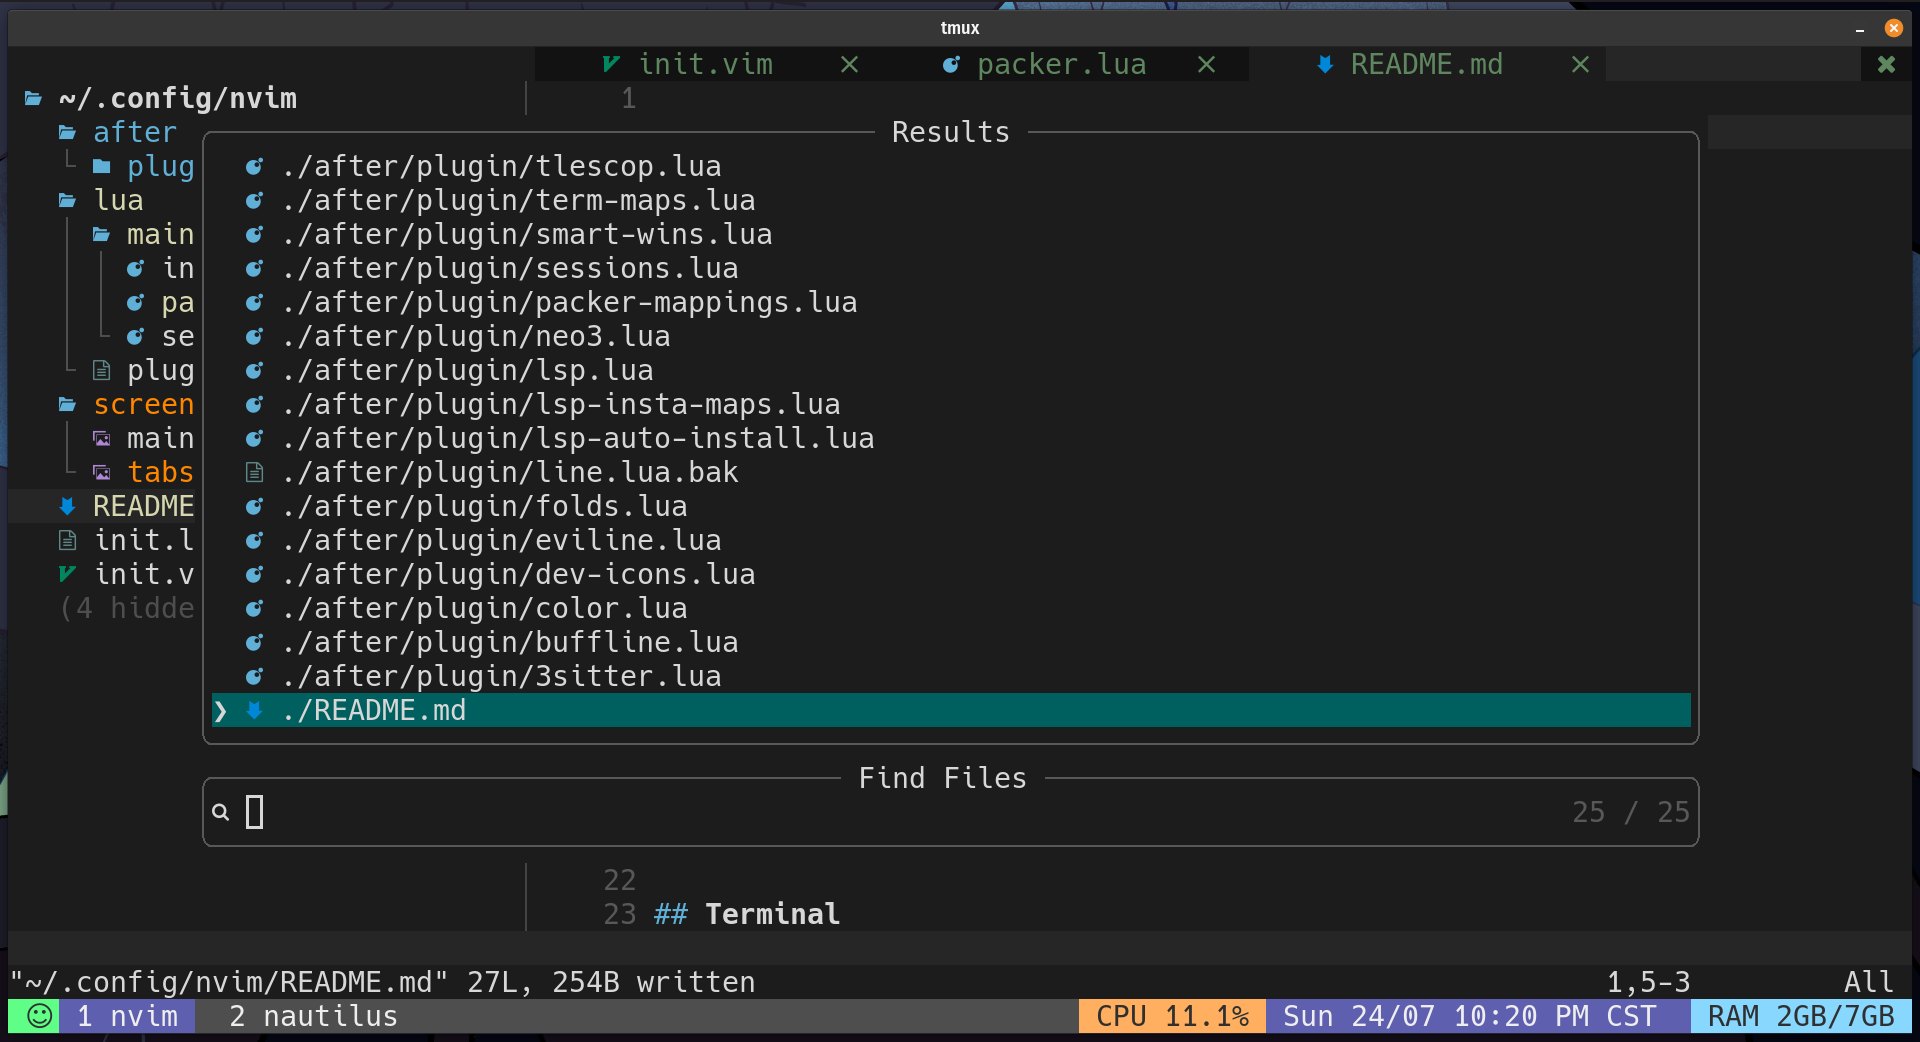 tmux
init.vim packer.lua README.md
~/.config/nvim 1
after
Results
plug ./after/plugin/tlescop.lua
lua ./after/plugin/term-maps.lua
main ./after/plugin/smart-wins.lua
in ./after/plugin/sessions.lua
pa ./after/plugin/packer-mappings.lua
se ./after/plugin/neo3.lua
plug ./after/plugin/lsp.lua
screen ./after/plugin/lsp-insta-maps.lua
main ./after/plugin/lsp-auto-install.lua
tabs ./after/plugin/line.lua.bak
README ./after/plugin/folds.lua
init.l ./after/plugin/eviline.lua
init.v ./after/plugin/dev-icons.lua
(4 hidde ./after/plugin/color.lua
./after/plugin/buffline.lua
./after/plugin/3sitter.lua
❯ ./README.md
Find Files
25 / 25
22
23 ## Terminal
"~/.config/nvim/README.md" 27L, 254B written 1,5-3 All
1 nvim 2 nautilus CPU 11.1% Sun 24/07 10:20 PM CST RAM 2GB/7GB